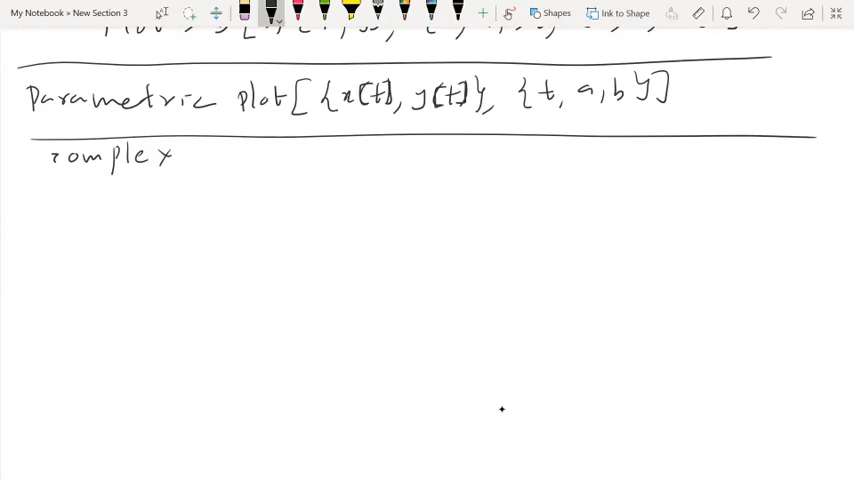 My Notebook » New Section 3
Shapes
Ink to Shape
Parametric plot[ {x[t], y[t]}, {t, a, b}]
complex